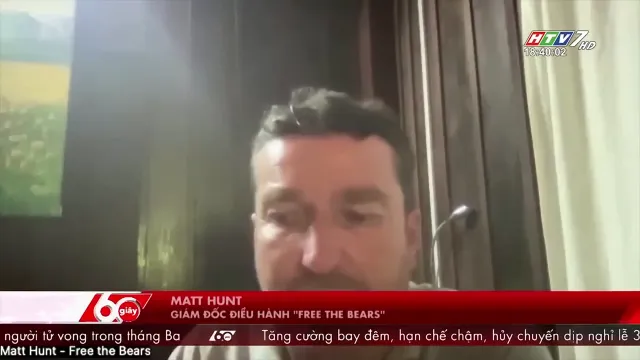 HTV7 HD
18:40:02
MATT HUNT
GIÁM ĐỐC ĐIỀU HÀNH "FREE THE BEARS"
60 giây
người tử vong trong tháng Ba 60 Tăng cường bay đêm, hạn chế chậm, hủy chuyến dịp nghỉ lễ 3
Matt Hunt - Free the Bears